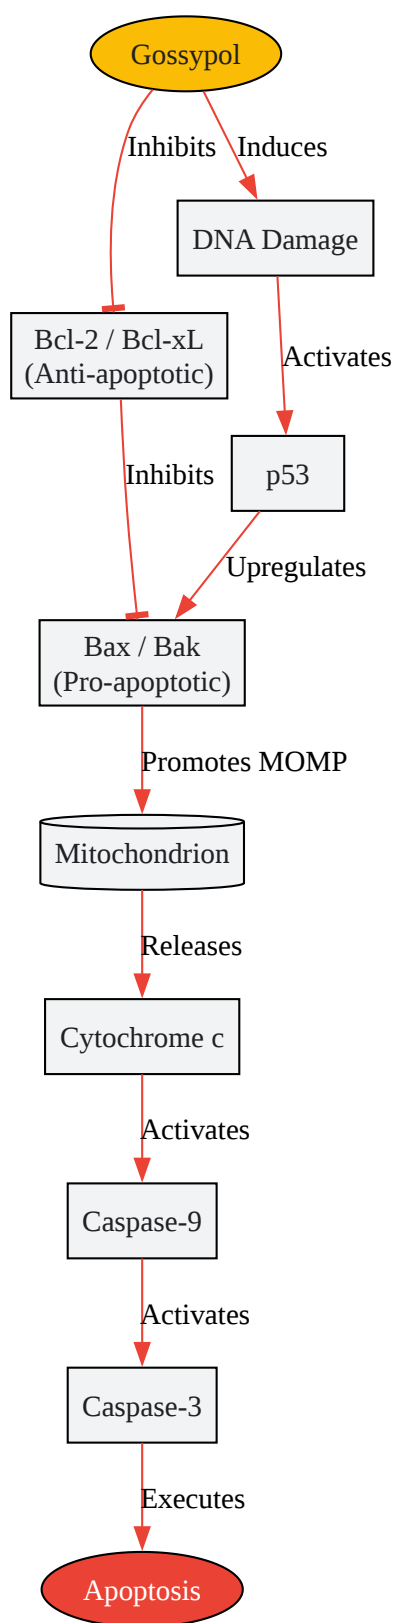 Gossypol
Inhibits
Induces
DNA Damage
Bcl-2 / Bcl-xL
(Anti-apoptotic)
Activates
Inhibits
p53
Upregulates
Bax / Bak
(Pro-apoptotic)
Promotes MOMP
Mitochondrion
Releases
Cytochrome c
Activates
Caspase-9
Activates
Caspase-3
Executes
Apoptosis